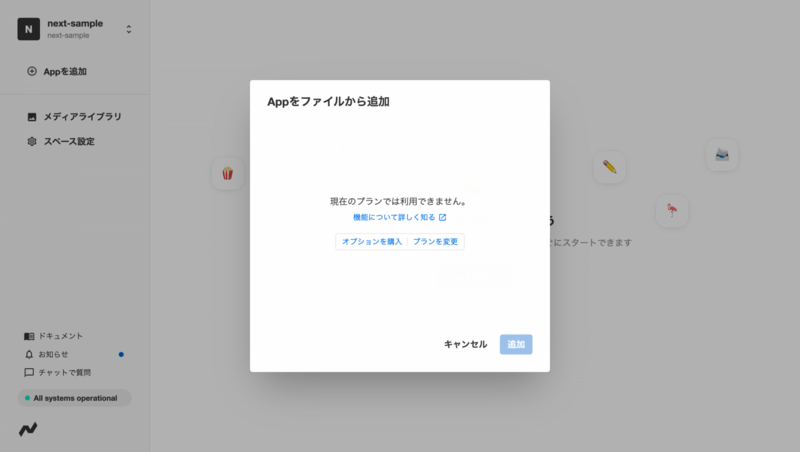 N
next-sample
next-sample
Appを追加
メディアライブラリ
スペース設定
Appをファイルから追加
現在のプランでは利用できません。
機能について詳しく知る
オプションを購入 プランを変更
にスタートできます
キャンセル 追加
ドキュメント
お知らせ
チャットで質問
All systems operational